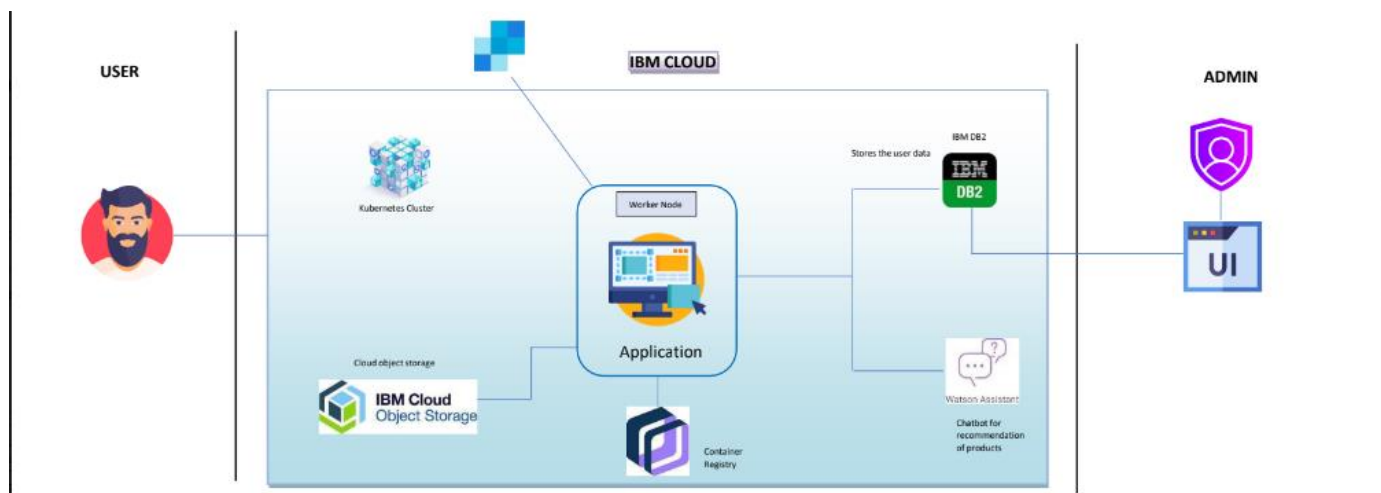 USER
IBM CLOUD
ADMIN
IBM DB2
Stores the user data
IBM
DB2
Kubernetes Cluster
Worker Node
UI
Application
Cloud object storage
IBM Cloud
Object Storage
?
Watson Assistant
Chatbot for
recommendation
of products
Container
Registry